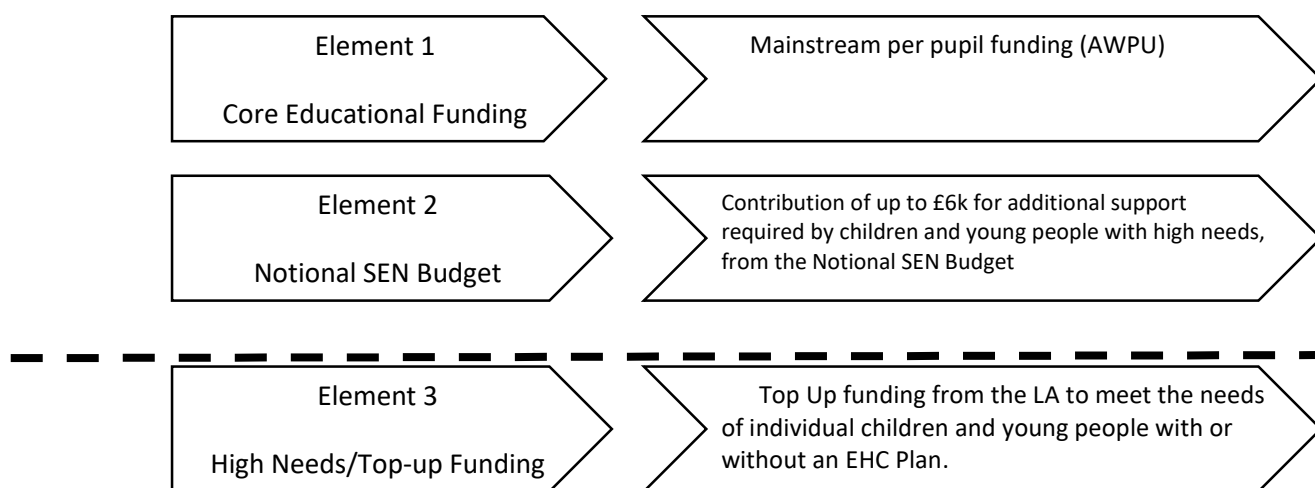 Element 1
Core Educational Funding
Mainstream per pupil funding (AWPU)
Element 2
Notional SEN Budget
Contribution of up to £6k for additional support
required by children and young people with high needs,
from the Notional SEN Budget
Element 3
High Needs/Top-up Funding
Top Up funding from the LA to meet the needs
of individual children and young people with or
without an EHC Plan.